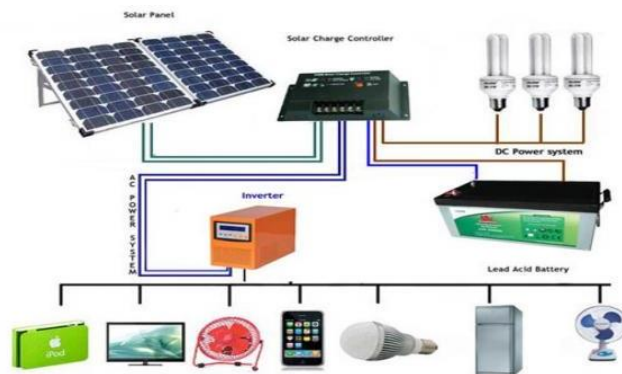 Solar Panel
Solar Charge Controller
DC Power system
AC POWER SYSTEM
Inverter
Lead Acid Battery
iPod